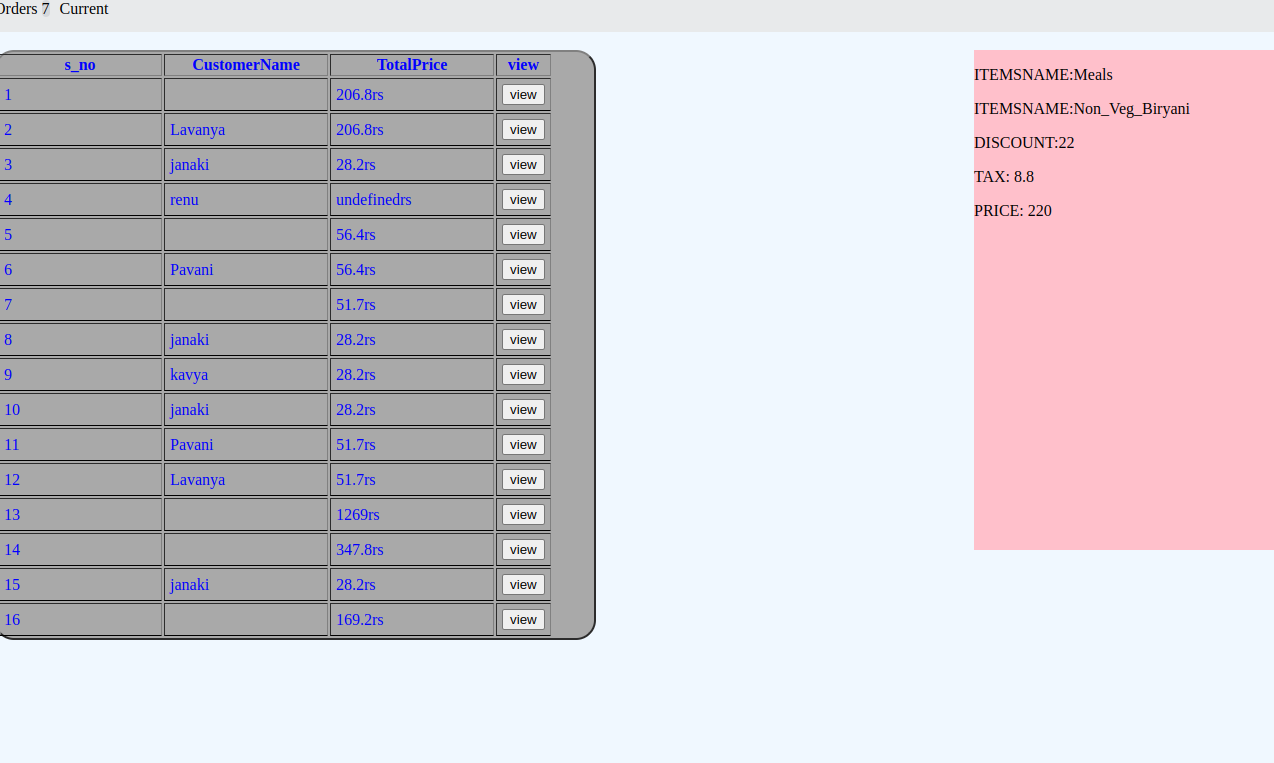 Orders 7 Current
s_no CustomerName TotalPrice view
1 206.8rs view
2 Lavanya 206.8rs view
3 janaki 28.2rs view
4 renu undefinedrs view
5 56.4rs view
6 Pavani 56.4rs view
7 51.7rs view
8 janaki 28.2rs view
9 kavya 28.2rs view
10 janaki 28.2rs view
11 Pavani 51.7rs view
12 Lavanya 51.7rs view
13 1269rs view
14 347.8rs view
15 janaki 28.2rs view
16 169.2rs view
ITEMSNAME:Meals
ITEMSNAME:Non_Veg_Biryani
DISCOUNT:22
TAX: 8.8
PRICE: 220